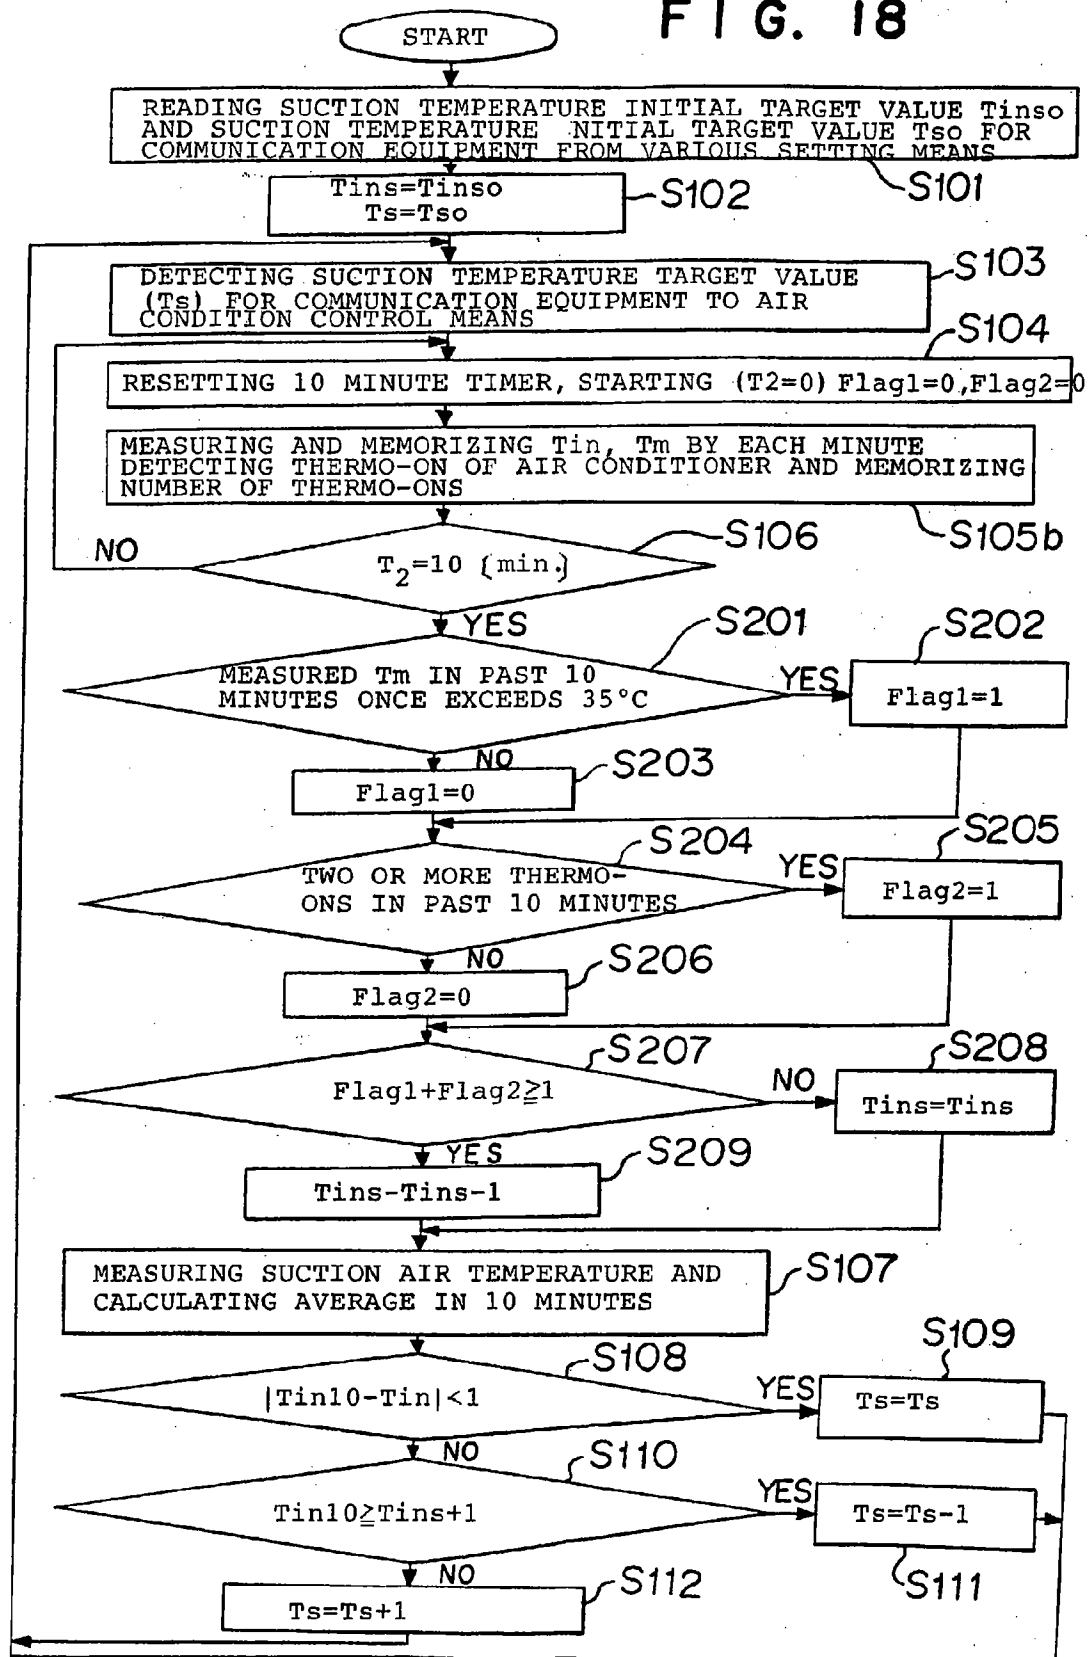 FIG. 18
START
READING SUCTION TEMPERATURE INITIAL TARGET VALUE Tinso
AND SUCTION TEMPERATURE NITIAL TARGET VALUE Tso FOR
COMMUNICATION EQUIPMENT FROM VARIOUS SETTING MEANS
S101
Tins=Tinso
Ts=Tso
S102
DETECTING SUCTION TEMPERATURE TARGET VALUE
(Ts) FOR COMMUNICATION EQUIPMENT TO AIR
CONDITION CONTROL MEANS
S103
S104
RESETTING 10 MINUTE TIMER, STARTING (T2=0) Flag1=0, Flag2=0
MEASURING AND MEMORIZING Tin, Tm BY EACH MINUTE
DETECTING THERMO-ON OF AIR CONDITIONER AND MEMORIZING
NUMBER OF THERMO-ONS
S105b
NO
T2=10 (min.)
S106
YES
S201
MEASURED Tm IN PAST 10
MINUTES ONCE EXCEEDS 35°C
YES
S202
Flag1=1
NO
S203
Flag1=0
S204
TWO OR MORE THERMO-
ONS IN PAST 10 MINUTES
YES
S205
Flag2=1
NO
S206
Flag2=0
S207
Flag1+Flag2≧1
NO
S208
Tins=Tins
YES
S209
Tins-Tins-1
MEASURING SUCTION AIR TEMPERATURE AND
CALCULATING AVERAGE IN 10 MINUTES
S107
S108
|Tin10-Tin|<1
YES
S109
Ts=Ts
NO
S110
Tin10≧Tins+1
YES
Ts=Ts-1
S111
NO
S112
Ts=Ts+1